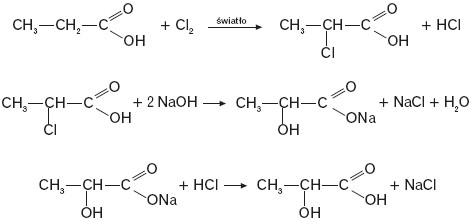 CH₃—CH₂—C(=O)OH + Cl₂ —światło→ CH₃—CH(Cl)—C(=O)OH + HCl
CH₃—CH(Cl)—C(=O)OH + 2 NaOH → CH₃—CH(OH)—C(=O)ONa + NaCl + H₂O
CH₃—CH(OH)—C(=O)ONa + HCl → CH₃—CH(OH)—C(=O)OH + NaCl